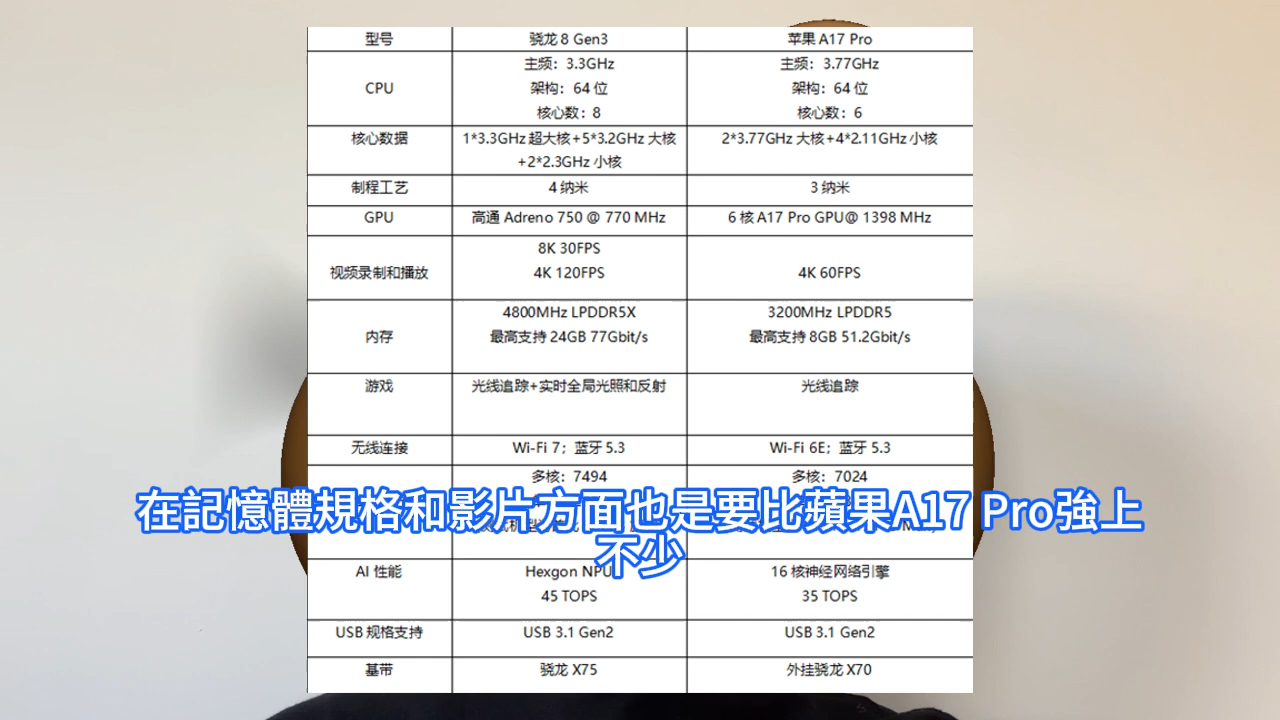 型号 骁龙 8 Gen3 苹果 A17 Pro
主频：3.3GHz 主频：3.77GHz
CPU 架构：64 位 架构：64 位
核心数：8 核心数：6
核心数据 1*3.3GHz 超大核+5*3.2GHz 大核 2*3.77GHz 大核+4*2.11GHz 小核
+2*2.3GHz 小核
制程工艺 4 纳米 3 纳米
GPU 高通 Adreno 750 @ 770 MHz 6 核 A17 Pro GPU@ 1398 MHz
8K 30FPS
视频录制和播放 4K 120FPS 4K 60FPS
4800MHz LPDDR5X 3200MHz LPDDR5
内存 最高支持 24GB 77Gbit/s 最高支持 8GB 51.2Gbit/s
游戏 光线追踪+实时全局光照和反射 光线追踪
无线连接 Wi-Fi 7；蓝牙 5.3 Wi-Fi 6E；蓝牙 5.3
多核：7494 多核：7024
在記憶體規格和影片方面也是要比蘋果A17 Pro強上
不少
AI 性能 Hexgon NPU 16 核神经网络引擎
45 TOPS 35 TOPS
USB 规格支持 USB 3.1 Gen2 USB 3.1 Gen2
基带 骁龙 X75 外挂骁龙 X70